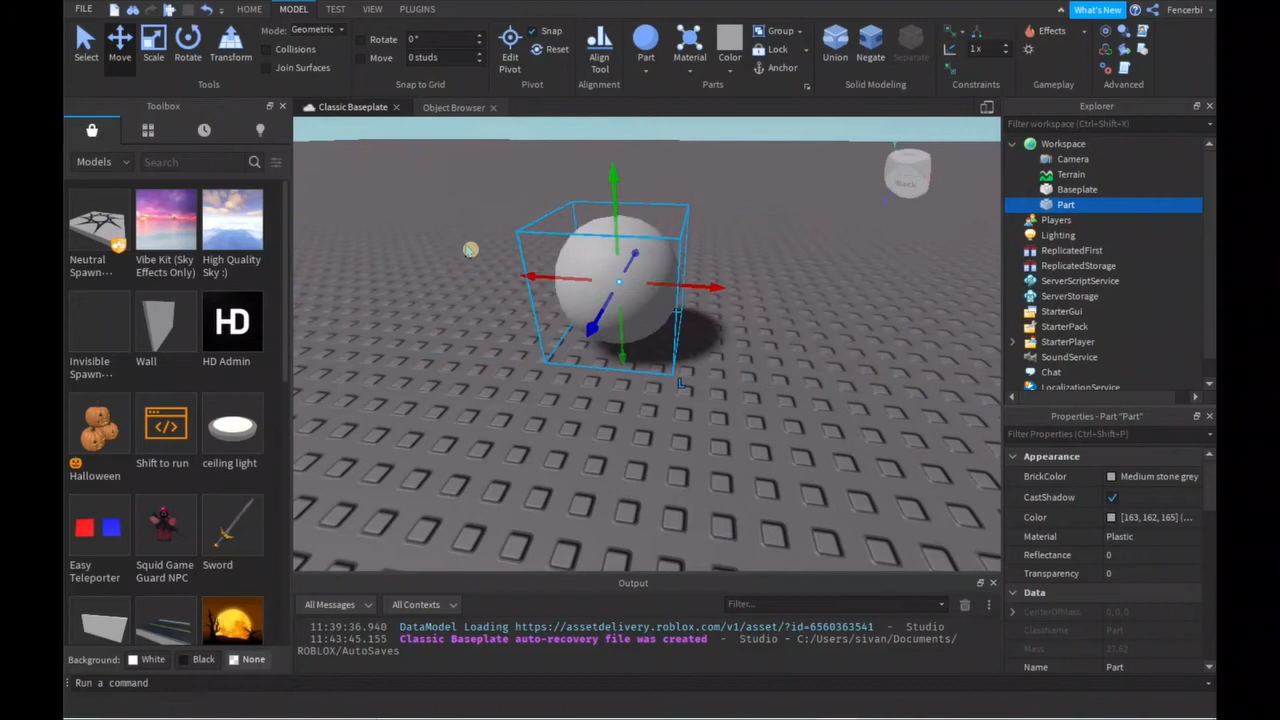 FILE HOME MODEL TEST VIEW PLUGINS What's New Fencerbi
Mode: Geometric
Collisions
Join Surfaces
Select Move Scale Rotate Transform
Tools
Rotate 0°
Move 0 studs
Snap to Grid
Edit Pivot
Snap
Reset
Pivot
Align Tool
Alignment
Part Material Color
Group
Lock
Anchor
Parts
Union Negate Separate
Solid Modeling
1 x
Constraints
Effects
Gameplay
Advanced
Toolbox
Models Search
Neutral Spawn···
Vibe Kit (Sky Effects Only)
High Quality Sky :)
Invisible Spawn···
Wall
HD
HD Admin
Halloween
Shift to run
ceiling light
Easy Teleporter
Squid Game Guard NPC
Sword
Background: White Black None
Classic Baseplate Object Browser
Back
L
Output
All Messages All Contexts Filter...
11:39:36.940 DataModel Loading https://assetdelivery.roblox.com/v1/asset/?id=6560363541 - Studio
11:43:45.155 Classic Baseplate auto-recovery file was created - Studio - C:/Users/sivan/Documents/
ROBLOX/AutoSaves
Run a command
Explorer
Filter workspace (Ctrl+Shift+X)
Workspace
Camera
Terrain
Baseplate
Part
Players
Lighting
ReplicatedFirst
ReplicatedStorage
ServerScriptService
ServerStorage
StarterGui
StarterPack
StarterPlayer
SoundService
Chat
LocalizationService
Properties - Part "Part"
Filter Properties (Ctrl+Shift+P)
Appearance
BrickColor Medium stone grey
CastShadow
Color [163, 162, 165] (...
Material Plastic
Reflectance 0
Transparency 0
Data
CenterOfMass 0, 0, 0
ClassName Part
Mass 27.62
Name Part